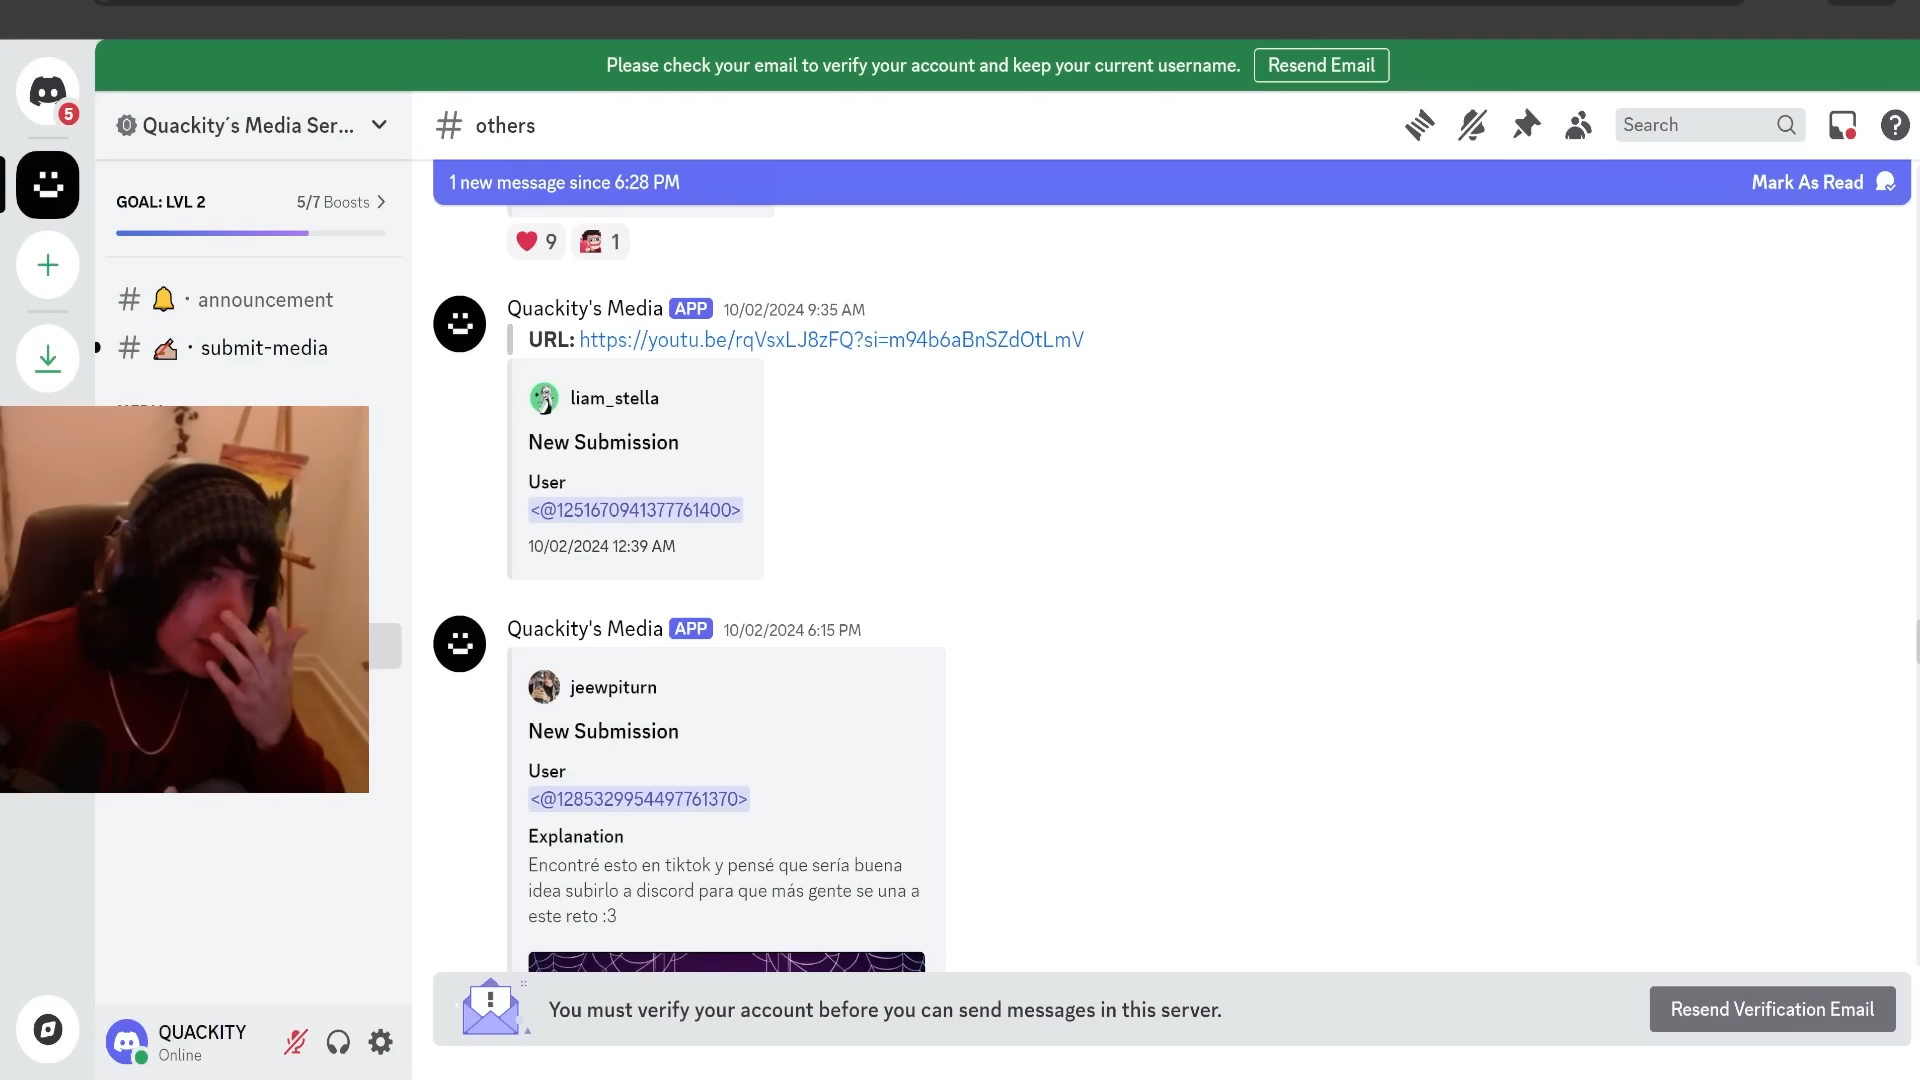 Please check your email to verify your account and keep your current username. Resend Email
5
Quackity´s Media Ser...
# others
Search
1 new message since 6:28 PM
Mark As Read
GOAL: LVL 2
5/7 Boosts
# · announcement
# · submit-media
9
1
Quackity's Media APP 10/02/2024 9:35 AM
URL: https://youtu.be/rqVsxLJ8zFQ?si=m94b6aBnSZdOtLmV
liam_stella
New Submission
User
<@1251670941377761400>
10/02/2024 12:39 AM
Quackity's Media APP 10/02/2024 6:15 PM
jeewpiturn
New Submission
User
<@1285329954497761370>
Explanation
Encontré esto en tiktok y pensé que sería buena
idea subirlo a discord para que más gente se una a
este reto :3
You must verify your account before you can send messages in this server.
Resend Verification Email
QUACKITY
Online